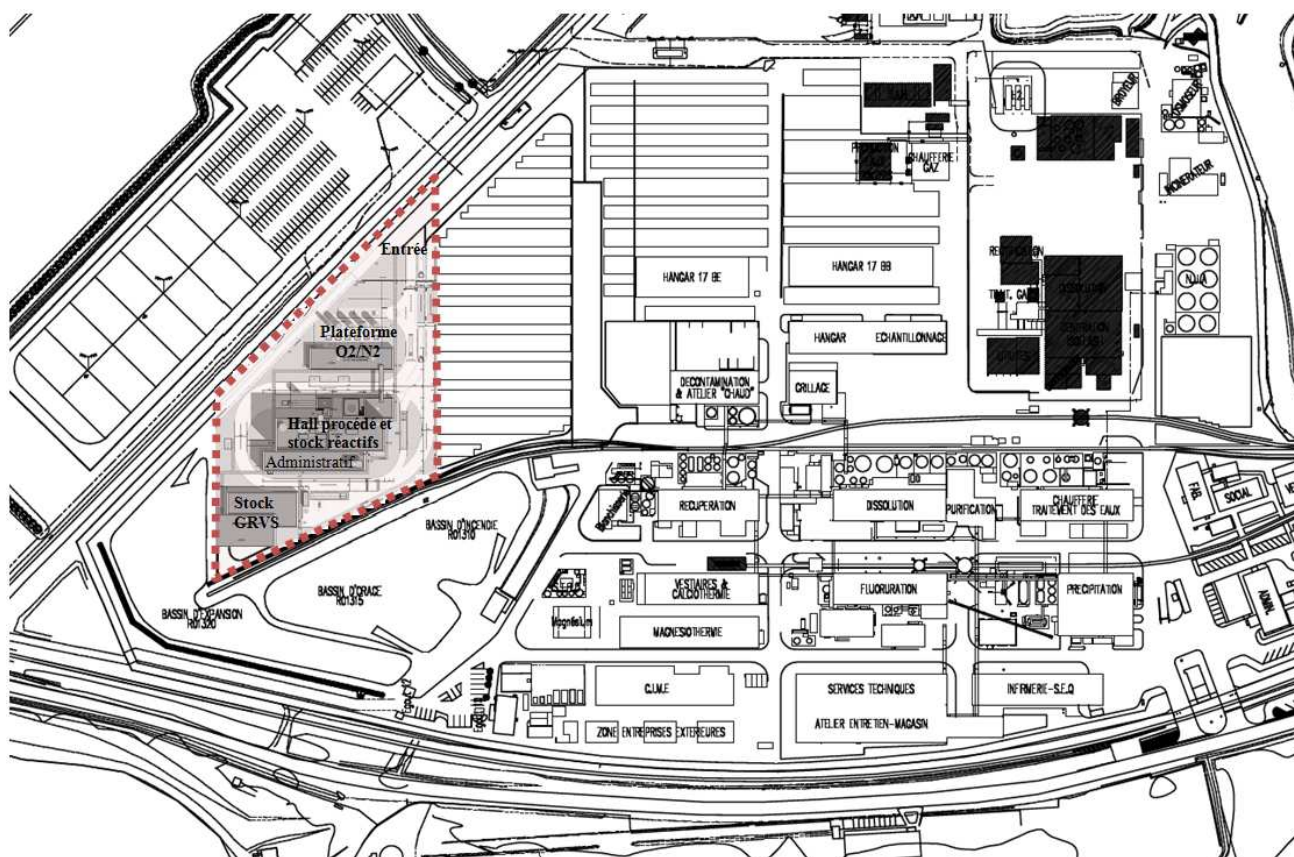 BROYEUR
OSMOSEUR
CHAUFFERIE
GAZ
INCINERATEUR
Entrée
HANGAR 17 GE
HANGAR 17 GB
Plateforme
O2/N2
HANGAR
ECHANTILLONNAGE
DECONTAMINATION
& ATELIER "CHAUD"
GRILLAGE
Hall procédé et
stock réactifs
Administratif
Stock
GRVS
BASSIN D'INCENDIE
R01310
RECUPERATION
DISSOLUTION
PURIFICATION
CHAUFFERIE
TRAITEMENT DES EAUX
FAB.
SOCIAL
BASSIN D'ORAGE
R01315
BASSIN D'EXPANSION
R01320
VESTIAIRES &
CALCIOTHERMIE
FLUORURATION
PRECIPITATION
ADMIN.
Magnésium
MAGNESIOTHERMIE
C.U.M.E
SERVICES TECHNIQUES
INFIRMERIE-S.E.Q
ZONE ENTREPRISES EXTERIEURES
ATELIER ENTRETIEN-MAGASIN